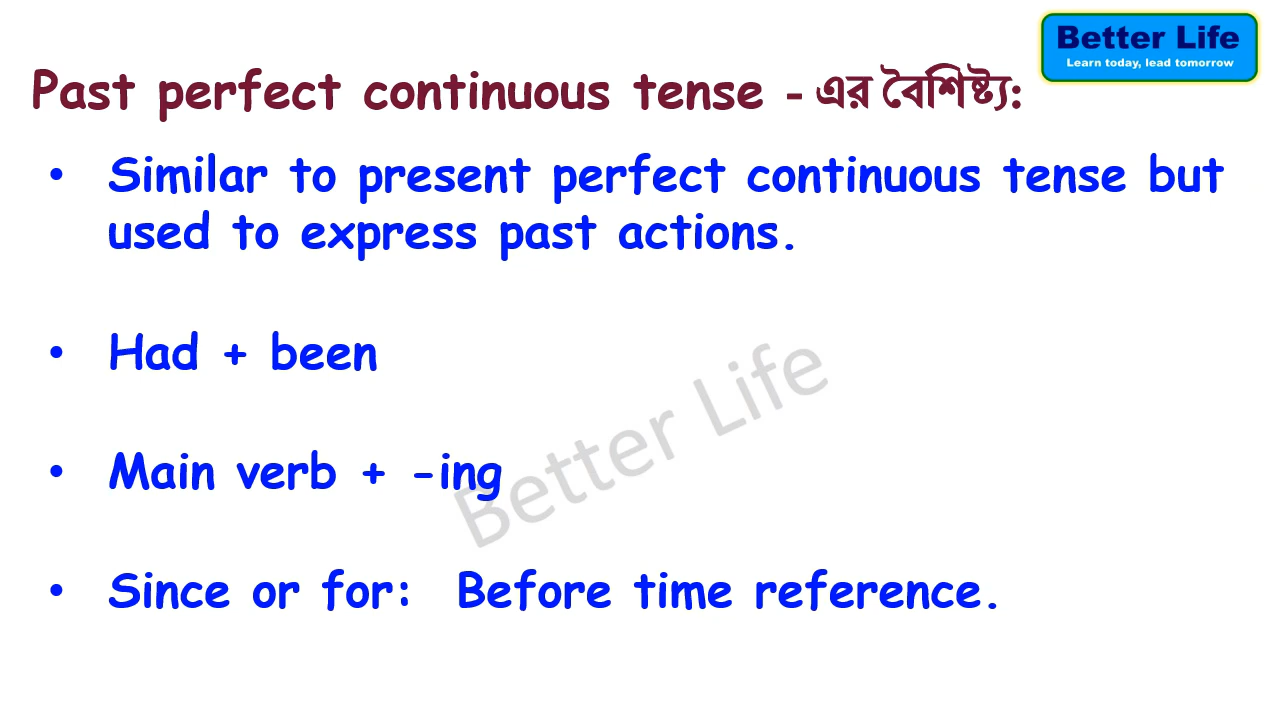 Better Life
Learn today, lead tomorrow
Past perfect continuous tense - এর বৈশিষ্ট্য:
• Similar to present perfect continuous tense but
used to express past actions.
• Had + been
• Main verb + -ing
• Since or for: Before time reference.
Better Life